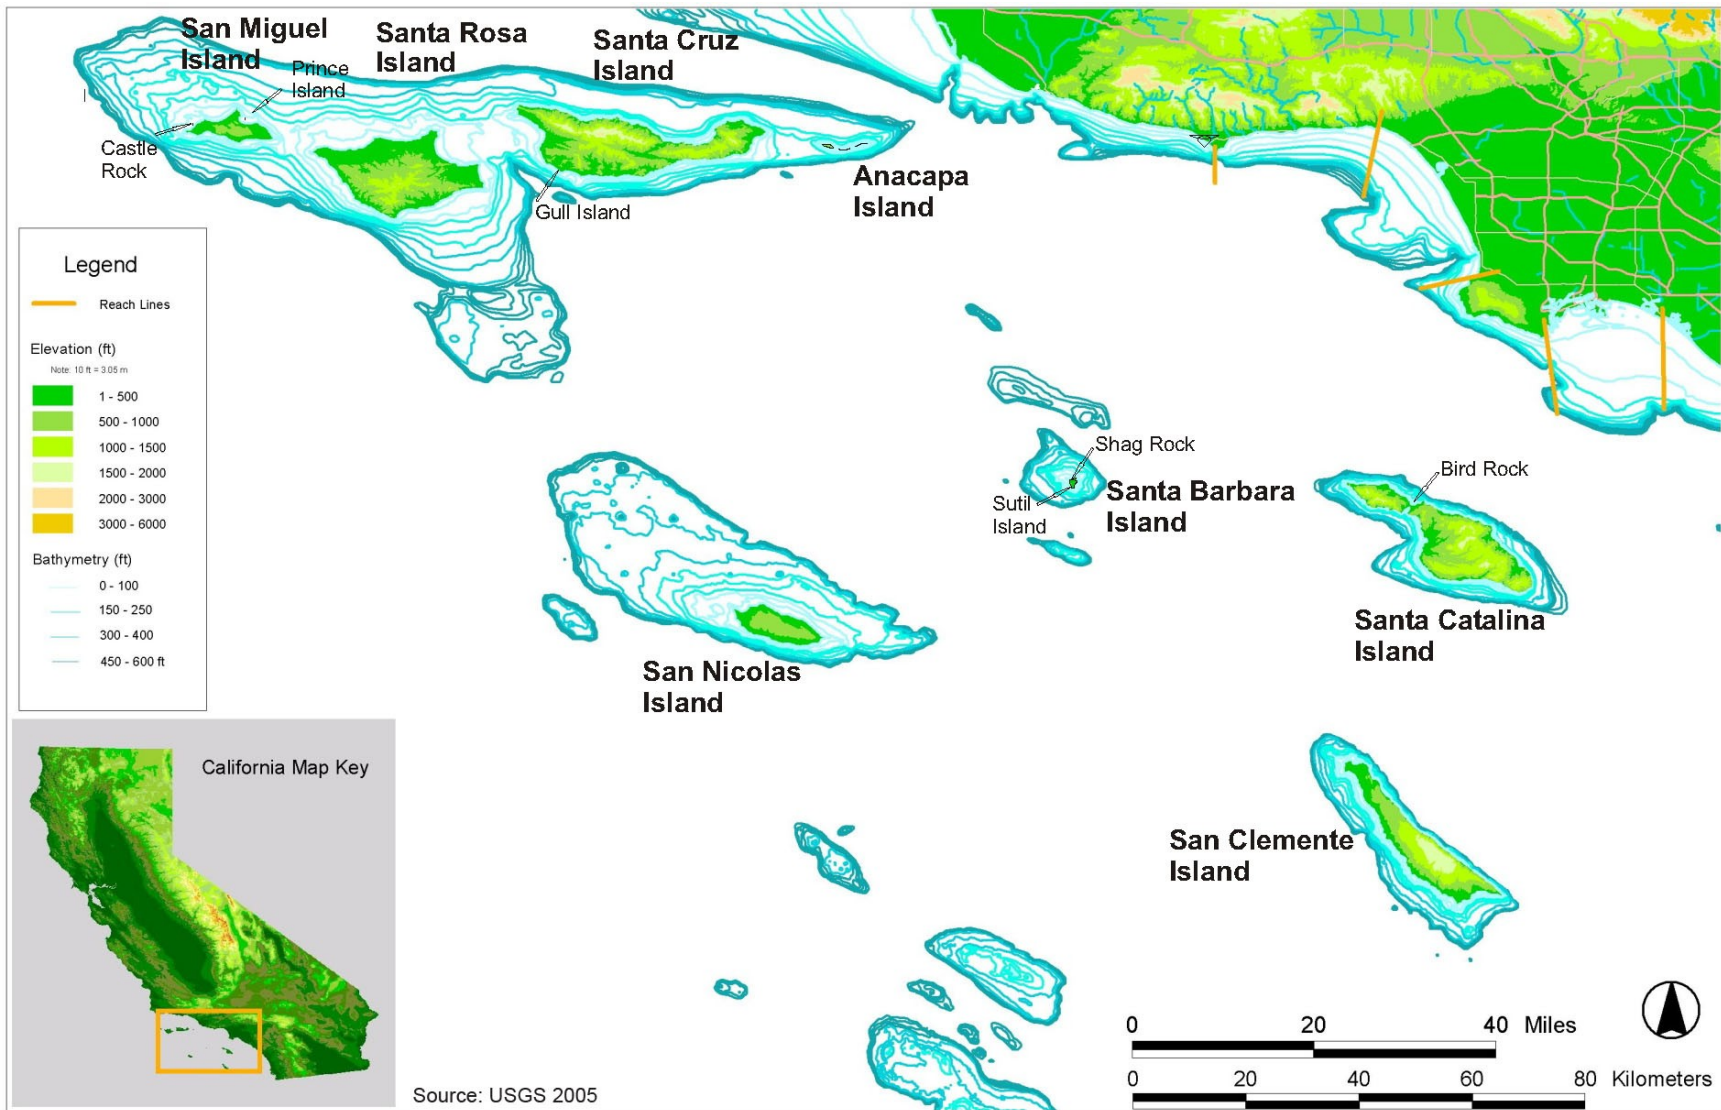 San Miguel
Island
Santa Rosa
Island
Santa Cruz
Island
Prince
Island
Castle
Rock
Gull Island
Anacapa
Island
Legend
Reach Lines
Elevation (ft)
Note: 10 ft = 3.05 m
1 - 500
500 - 1000
1000 - 1500
1500 - 2000
2000 - 3000
3000 - 6000
Bathymetry (ft)
0 - 100
150 - 250
300 - 400
450 - 600 ft
Shag Rock
Sutil
Island
Santa Barbara
Island
Bird Rock
Santa Catalina
Island
San Nicolas
Island
San Clemente
Island
California Map Key
Source: USGS 2005
0 20 40 Miles
0 20 40 60 80 Kilometers